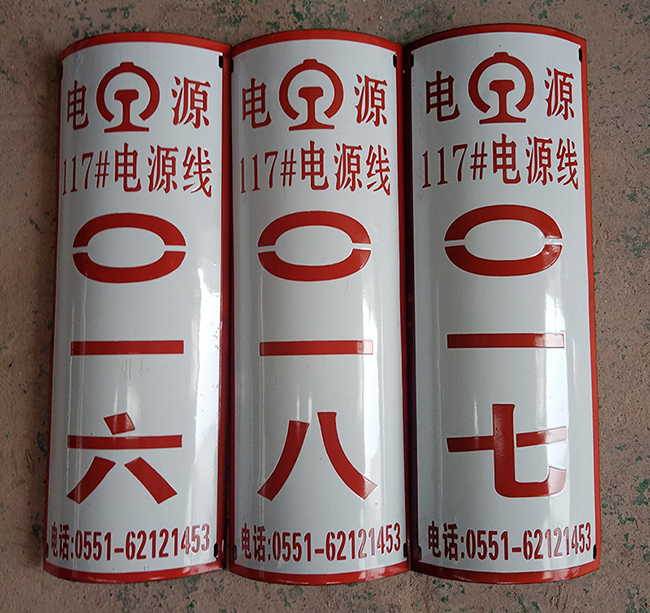 电源
117#电源线
〇
一
六
电话:0551-62121453
电源
117#电源线
〇
一
八
电话:0551-62121453
电源
117#电源线
〇
一
七
电话:0551-62121453